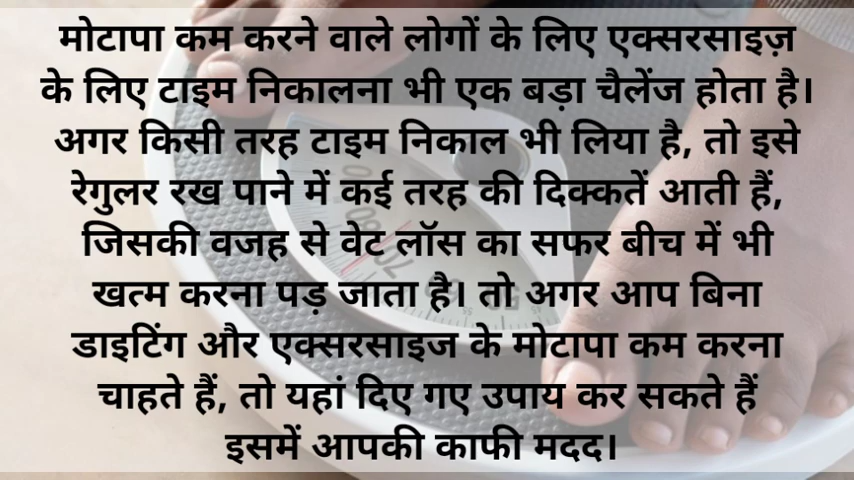 मोटापा कम करने वाले लोगों के लिए एक्सरसाइज़
के लिए टाइम निकालना भी एक बड़ा चैलेंज होता है।
अगर किसी तरह टाइम निकाल भी लिया है, तो इसे
रेगुलर रख पाने में कई तरह की दिक्कतें आती हैं,
जिसकी वजह से वेट लॉस का सफर बीच में भी
खत्म करना पड़ जाता है। तो अगर आप बिना
डाइटिंग और एक्सरसाइज के मोटापा कम करना
चाहते हैं, तो यहां दिए गए उपाय कर सकते हैं
इसमें आपकी काफी मदद।